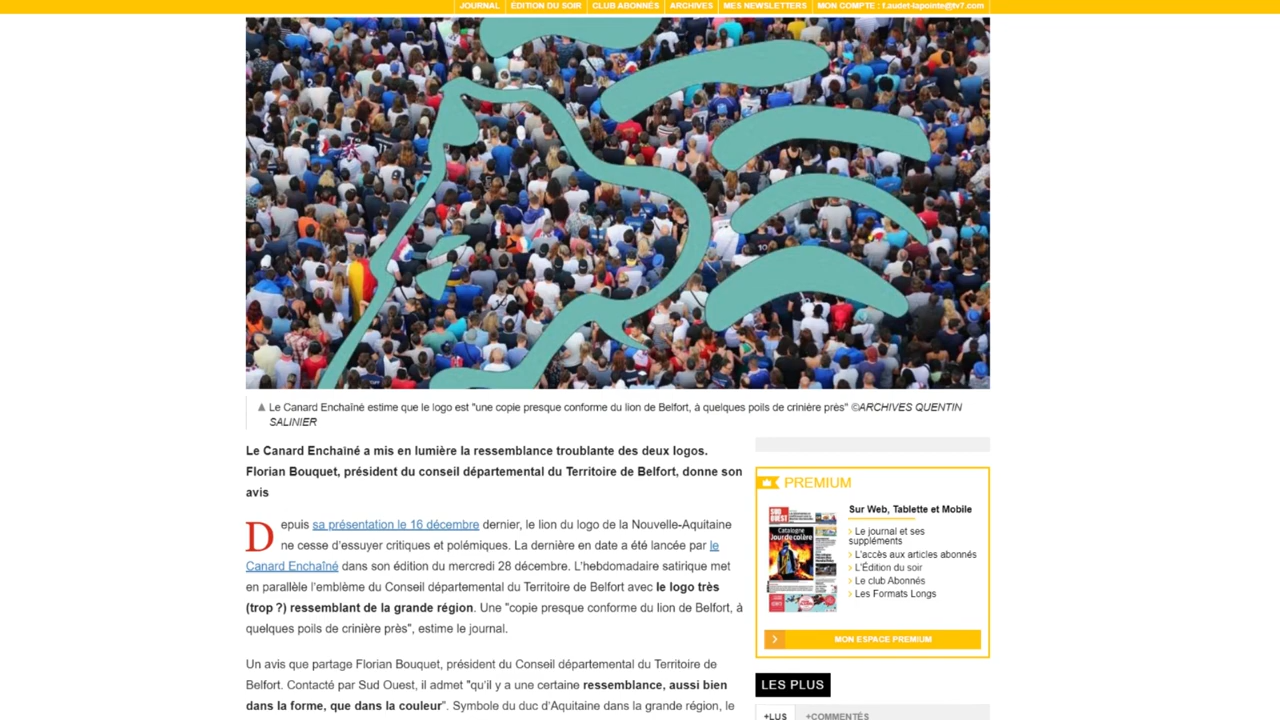 JOURNAL ÉDITION DU SOIR CLUB ABONNÉS ARCHIVES MES NEWSLETTERS MON COMPTE : f.audet-lapointe@tv7.com
Le Canard Enchaîné estime que le logo est "une copie presque conforme du lion de Belfort, à quelques poils de crinière près" ©ARCHIVES QUENTIN
SALINIER
Le Canard Enchaîné a mis en lumière la ressemblance troublante des deux logos.
Florian Bouquet, président du conseil départemental du Territoire de Belfort, donne son
avis
Depuis sa présentation le 16 décembre dernier, le lion du logo de la Nouvelle-Aquitaine
ne cesse d'essuyer critiques et polémiques. La dernière en date a été lancée par le
Canard Enchaîné dans son édition du mercredi 28 décembre. L'hebdomadaire satirique met
en parallèle l'emblème du Conseil départemental du Territoire de Belfort avec le logo très
(trop ?) ressemblant de la grande région. Une "copie presque conforme du lion de Belfort, à
quelques poils de crinière près", estime le journal.
Un avis que partage Florian Bouquet, président du Conseil départemental du Territoire de
Belfort. Contacté par Sud Ouest, il admet "qu'il y a une certaine ressemblance, aussi bien
dans la forme, que dans la couleur". Symbole du duc d'Aquitaine dans la grande région, le
PREMIUM
SUD OUEST
Catalogne
Jour de colère
Sur Web, Tablette et Mobile
Le journal et ses
suppléments
L'accès aux articles abonnés
L'Édition du soir
Le club Abonnés
Les Formats Longs
MON ESPACE PREMIUM
LES PLUS
+LUS +COMMENTÉS